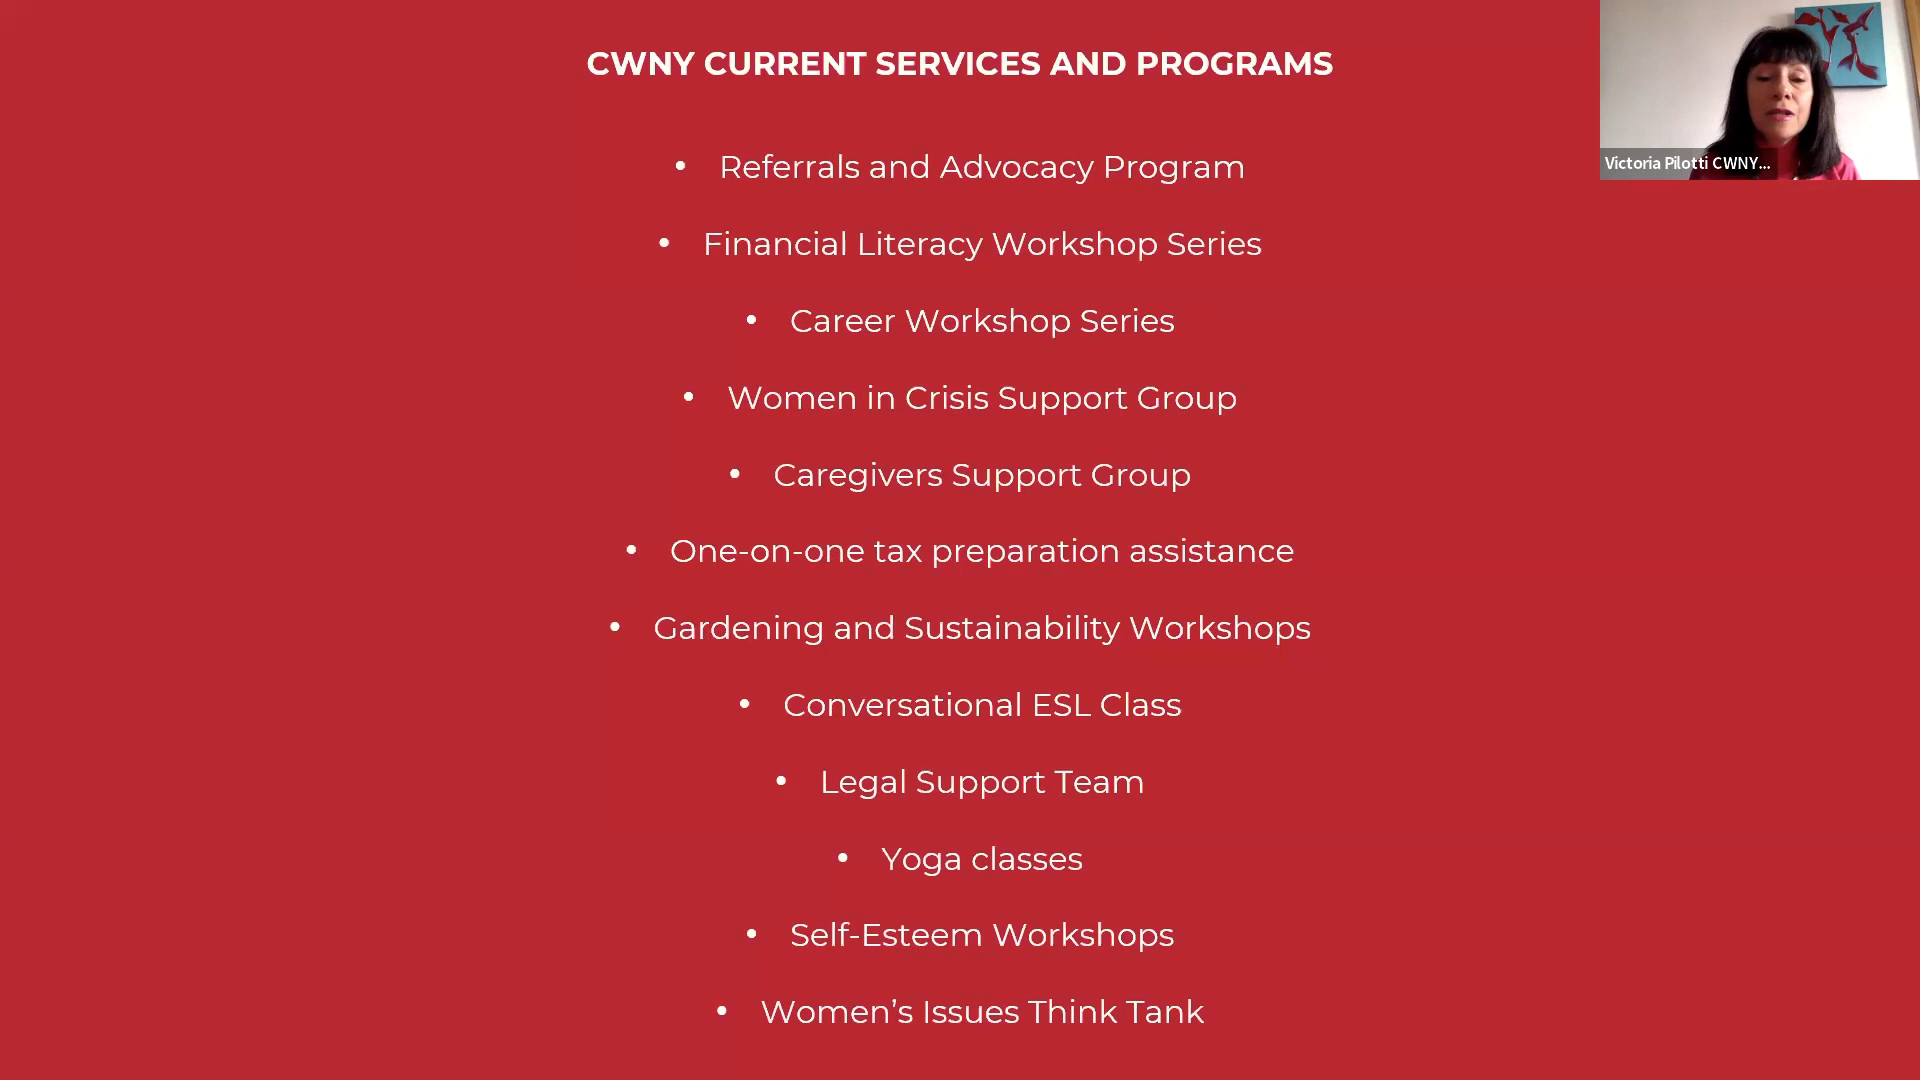 CWNY CURRENT SERVICES AND PROGRAMS
Victoria Pilotti CWNY...
• Referrals and Advocacy Program
• Financial Literacy Workshop Series
• Career Workshop Series
• Women in Crisis Support Group
• Caregivers Support Group
• One-on-one tax preparation assistance
• Gardening and Sustainability Workshops
• Conversational ESL Class
• Legal Support Team
• Yoga classes
• Self-Esteem Workshops
• Women’s Issues Think Tank